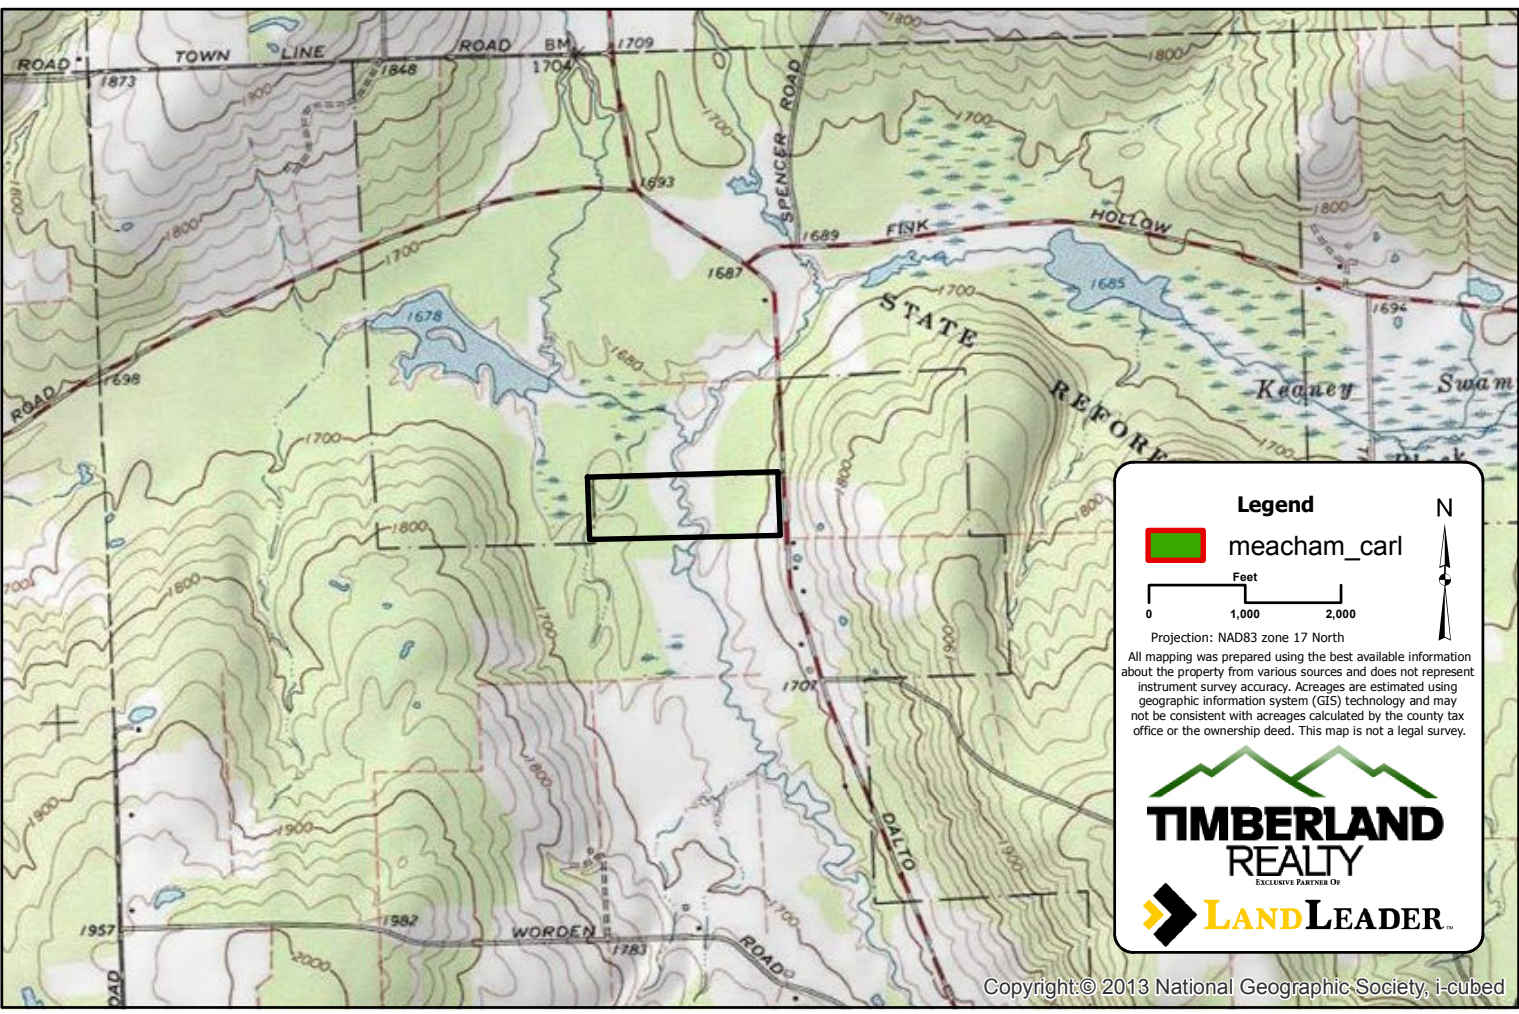 ROAD TOWN LINE ROAD BM 1709
1704
1873
1848
1900
1800
1800
1700
1700
SPENCER ROAD
1693
1800
1800
1800
1689
FINK HOLLOW
1687
1700
1685
1700
1694
1678
STATE
1680
REFORE
Keaney Swam
1698
ROAD
1700
1700
1800
1800
1800
1700
1800
1700
1900
1707
1800
1900
1900
DALTO
1900
1957
1982
WORDEN
1783
ROAD
1700
2000
OAD
Legend
meacham_carl
N
Feet
0 1,000 2,000
Projection: NAD83 zone 17 North
All mapping was prepared using the best available information
about the property from various sources and does not represent
instrument survey accuracy. Acreages are estimated using
geographic information system (GIS) technology and may
not be consistent with acreages calculated by the county tax
office or the ownership deed. This map is not a legal survey.
TIMBERLAND
REALTY
EXCLUSIVE PARTNER OF
LANDLEADER™
Copyright:© 2013 National Geographic Society, i-cubed